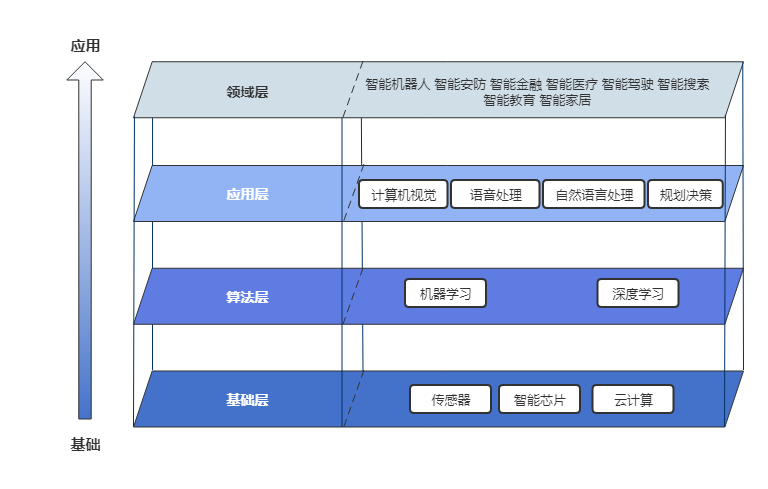 应用
领域层
智能机器人 智能安防 智能金融 智能医疗 智能驾驶 智能搜索
智能教育 智能家居
应用层
计算机视觉
语音处理
自然语言处理
规划决策
算法层
机器学习
深度学习
基础层
传感器
智能芯片
云计算
基础